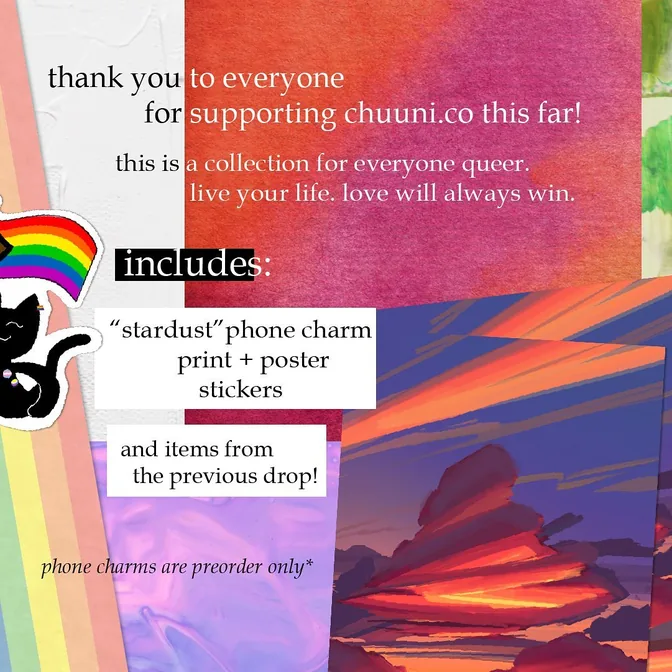 thank you to everyone
for supporting chuuni.co this far!
this is a collection for everyone queer.
live your life. love will always win.
includes:
“stardust”phone charm
print + poster
stickers
and items from
the previous drop!
phone charms are preorder only*